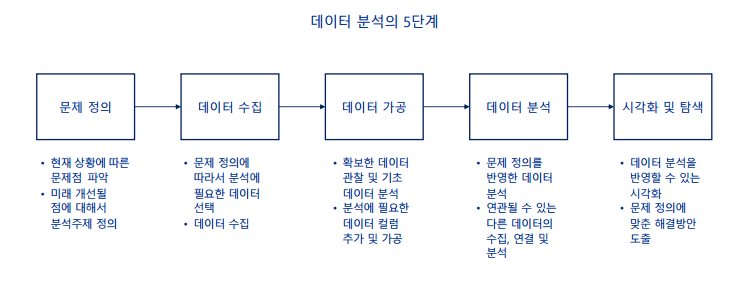 데이터 분석의 5단계
문제 정의
데이터 수집
데이터 가공
데이터 분석
시각화 및 탐색
• 현재 상황에 따른
문제점 파악
• 미래 개선될
점에 대해서
분석주제 정의
• 문제 정의에
따라서 분석에
필요한 데이터
선택
• 데이터 수집
• 확보한 데이터
관찰 및 기초
데이터 분석
• 분석에 필요한
데이터 컬럼
추가 및 가공
• 문제 정의를
반영한 데이터
분석
• 연관될 수 있는
다른 데이터의
수집, 연결 및
분석
• 데이터 분석을
반영할 수 있는
시각화
• 문제 정의에
맞춘 해결방안
도출